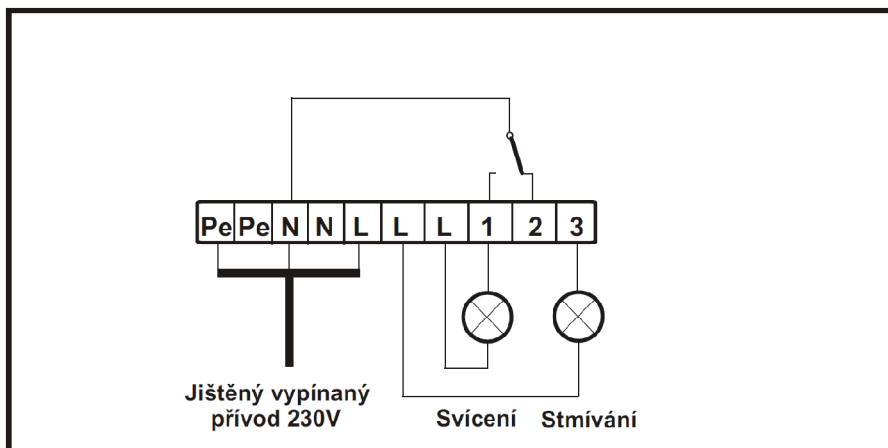 Pe Pe N N L L L 1 2 3
Jištěný vypínaný
přívod 230V
Svícení Stmívání